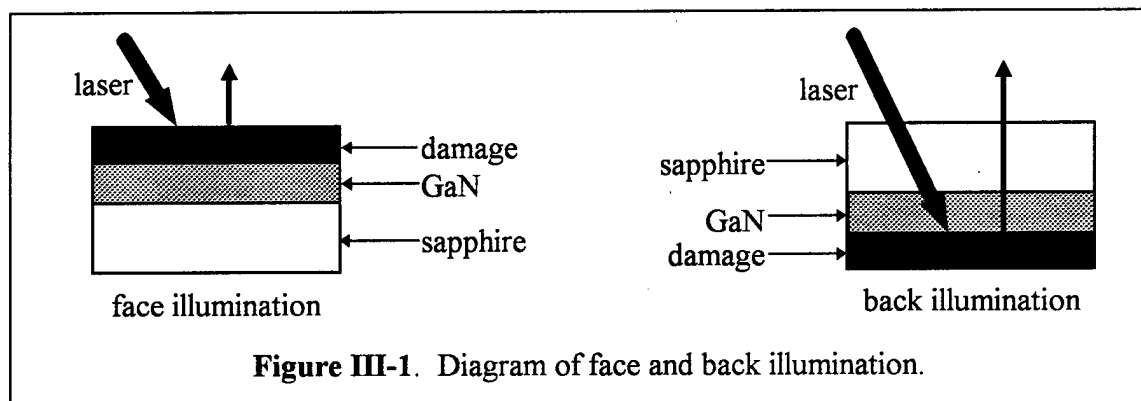 laser
damage
GaN
sapphire
face illumination
laser
sapphire
GaN
damage
back illumination
Figure III-1. Diagram of face and back illumination.